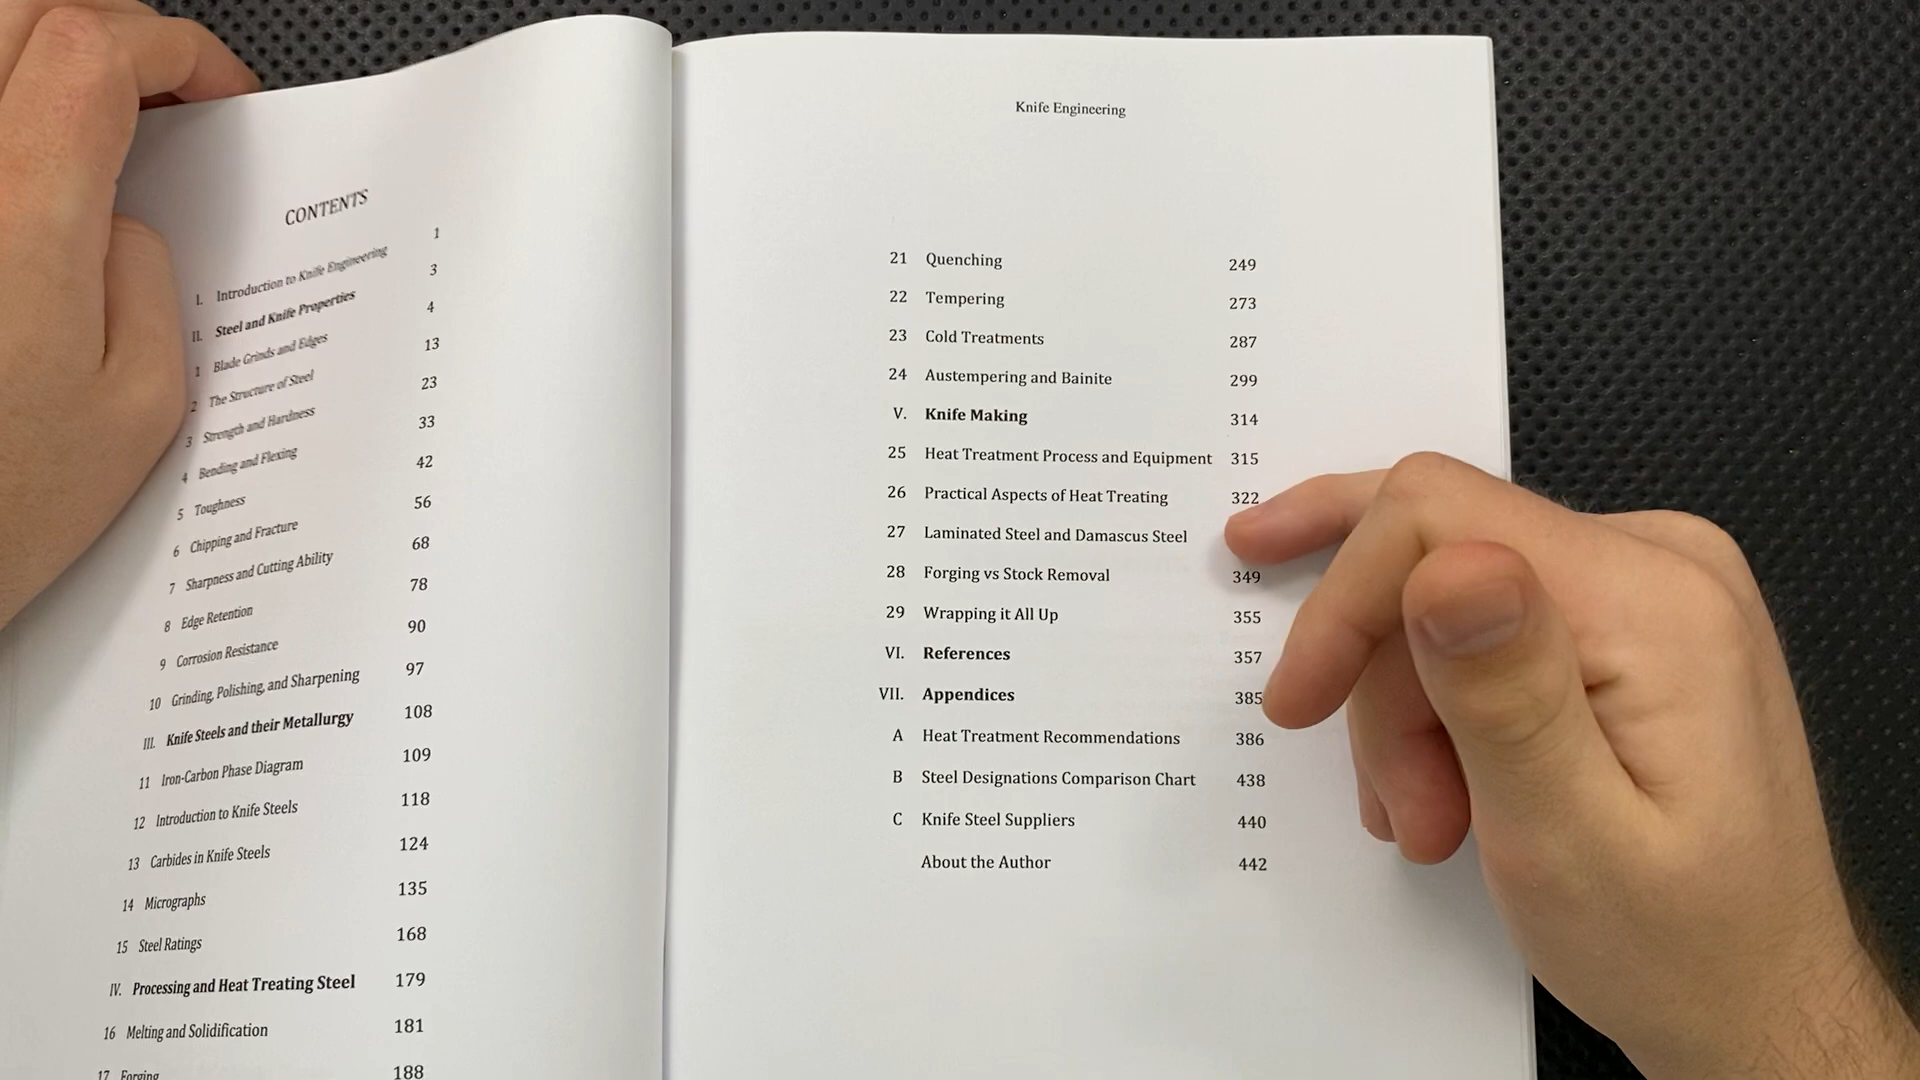 CONTENTS
I. Introduction to Knife Engineering 1
II. Steel and Knife Properties 3
1 Blade Grinds and Edges 4
2 The Structure of Steel 13
3 Strength and Hardness 23
4 Bending and Flexing 33
5 Toughness 42
6 Chipping and Fracture 56
7 Sharpness and Cutting Ability 68
8 Edge Retention 78
9 Corrosion Resistance 90
10 Grinding, Polishing, and Sharpening 97
III. Knife Steels and their Metallurgy 108
11 Iron-Carbon Phase Diagram 109
12 Introduction to Knife Steels 118
13 Carbides in Knife Steels 124
14 Micrographs 135
15 Steel Ratings 168
IV. Processing and Heat Treating Steel 179
16 Melting and Solidification 181
17 Forging 188
Knife Engineering
21 Quenching 249
22 Tempering 273
23 Cold Treatments 287
24 Austempering and Bainite 299
V. Knife Making 314
25 Heat Treatment Process and Equipment 315
26 Practical Aspects of Heat Treating 322
27 Laminated Steel and Damascus Steel
28 Forging vs Stock Removal 349
29 Wrapping it All Up 355
VI. References 357
VII. Appendices 385
A Heat Treatment Recommendations 386
B Steel Designations Comparison Chart 438
C Knife Steel Suppliers 440
About the Author 442